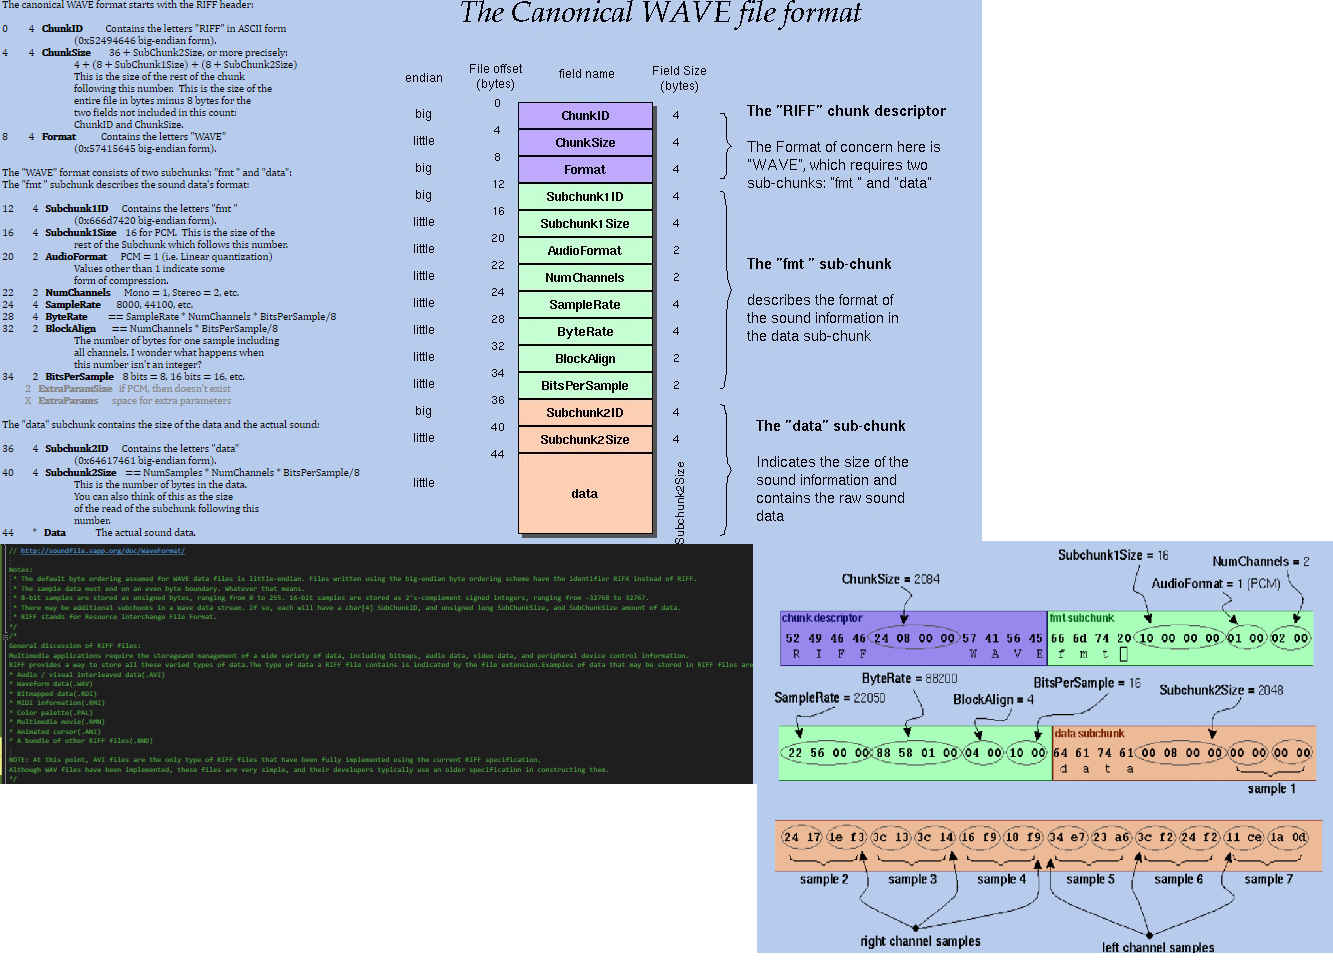 The canonical WAVE format starts with the RIFF header:
0 4 ChunkID Contains the letters "RIFF" in ASCII form
(0x52494646 big-endian form).
4 4 ChunkSize 36 + SubChunk2Size, or more precisely:
4 + (8 + SubChunk1Size) + (8 + SubChunk2Size)
This is the size of the rest of the chunk
following this number. This is the size of the
entire file in bytes minus 8 bytes for the
two fields not included in this count:
ChunkID and ChunkSize.
8 4 Format Contains the letters "WAVE"
(0x57415645 big-endian form).
The "WAVE" format consists of two subchunks: "fmt " and "data":
The "fmt " subchunk describes the sound data's format:
12 4 Subchunk1ID Contains the letters "fmt "
(0x666d7420 big-endian form).
16 4 Subchunk1Size 16 for PCM. This is the size of the
rest of the Subchunk which follows this number.
20 2 AudioFormat PCM = 1 (i.e. Linear quantization)
Values other than 1 indicate some
form of compression.
22 2 NumChannels Mono = 1, Stereo = 2, etc.
24 4 SampleRate 8000, 44100, etc.
28 4 ByteRate == SampleRate * NumChannels * BitsPerSample/8
32 2 BlockAlign == NumChannels * BitsPerSample/8
The number of bytes for one sample including
all channels. I wonder what happens when
this number isn't an integer?
34 2 BitsPerSample 8 bits = 8, 16 bits = 16, etc.
2 ExtraParamSize if PCM, then doesn't exist
X ExtraParams space for extra parameters
The "data" subchunk contains the size of the data and the actual sound:
36 4 Subchunk2ID Contains the letters "data"
(0x64617461 big-endian form).
40 4 Subchunk2Size == NumSamples * NumChannels * BitsPerSample/8
This is the number of bytes in the data.
You can also think of this as the size
of the read of the subchunk following this
number.
44 * Data The actual sound data.
The Canonical WAVE file format
endian
File offset
(bytes)
field name
Field Size
(bytes)
0
big ChunkID 4
4
little ChunkSize 4
8
big Format 4
12
big Subchunk1ID 4
16
little Subchunk1Size 4
20
little AudioFormat 2
22
little NumChannels 2
24
little SampleRate 4
28
little ByteRate 4
32
little BlockAlign 2
34
little BitsPerSample 2
36
big Subchunk2ID 4
40
little Subchunk2Size 4
44
little data Subchunk2Size
The "RIFF" chunk descriptor
The Format of concern here is
"WAVE", which requires two
sub-chunks: "fmt " and "data"
The "fmt " sub-chunk
describes the format of
the sound information in
the data sub-chunk
The "data" sub-chunk
Indicates the size of the
sound information and
contains the raw sound
data
// http://soundfile.sapp.org/doc/WaveFormat/
Notes:
* The default byte ordering assumed for WAVE data files is little-endian. Files written using the big-endian byte ordering scheme have the identifier RIFX instead of RIFF.
* The sample data must end on an even byte boundary. Whatever that means.
* 8-bit samples are stored as unsigned bytes, ranging from 0 to 255. 16-bit samples are stored as 2's-complement signed integers, ranging from -32768 to 32767.
* There may be additional subchunks in a Wave data stream. If so, each will have a char[4] SubChunkID, and unsigned long SubChunkSize, and SubChunkSize amount of data.
* RIFF stands for Resource Interchange File Format.
*/
/*
General discussion of RIFF files:
Multimedia applications require the storageand management of a wide variety of data, including bitmaps, audio data, video data, and peripheral device control information.
RIFF provides a way to store all these varied types of data.The type of data a RIFF file contains is indicated by the file extension.Examples of data that may be stored in RIFF files are
* Audio / visual interleaved data(.AVI)
* Waveform data(.WAV)
* Bitmapped data(.RDI)
* MIDI information(.RMI)
* Color palette(.PAL)
* Multimedia movie(.RMN)
* Animated cursor(.ANI)
* A bundle of other RIFF files(.BND)
NOTE: At this point, AVI files are the only type of RIFF files that have been fully implemented using the current RIFF specification.
Although WAV files have been implemented, these files are very simple, and their developers typically use an older specification in constructing them.
*/
Subchunk1Size = 16
NumChannels = 2
ChunkSize = 2084
AudioFormat = 1 (PCM)
chunk descriptor
fmt subchunk
52 49 46 46 24 08 00 00 57 41 56 45 66 6d 74 20 10 00 00 00 01 00 02 00
R I F F W A V E f m t
ByteRate = 88200
BitsPerSample = 16
SampleRate = 22050
BlockAlign = 4
Subchunk2Size = 2048
data subchunk
22 56 00 00 88 58 01 00 04 00 10 00 64 61 74 61 00 08 00 00 00 00 00 00
d a t a
sample 1
24 17 1e f3 3c 13 3c 14 16 f9 18 f9 34 e7 23 a6 3c f2 24 f2 11 ce 1a 0d
sample 2 sample 3 sample 4 sample 5 sample 6 sample 7
right channel samples
left channel samples